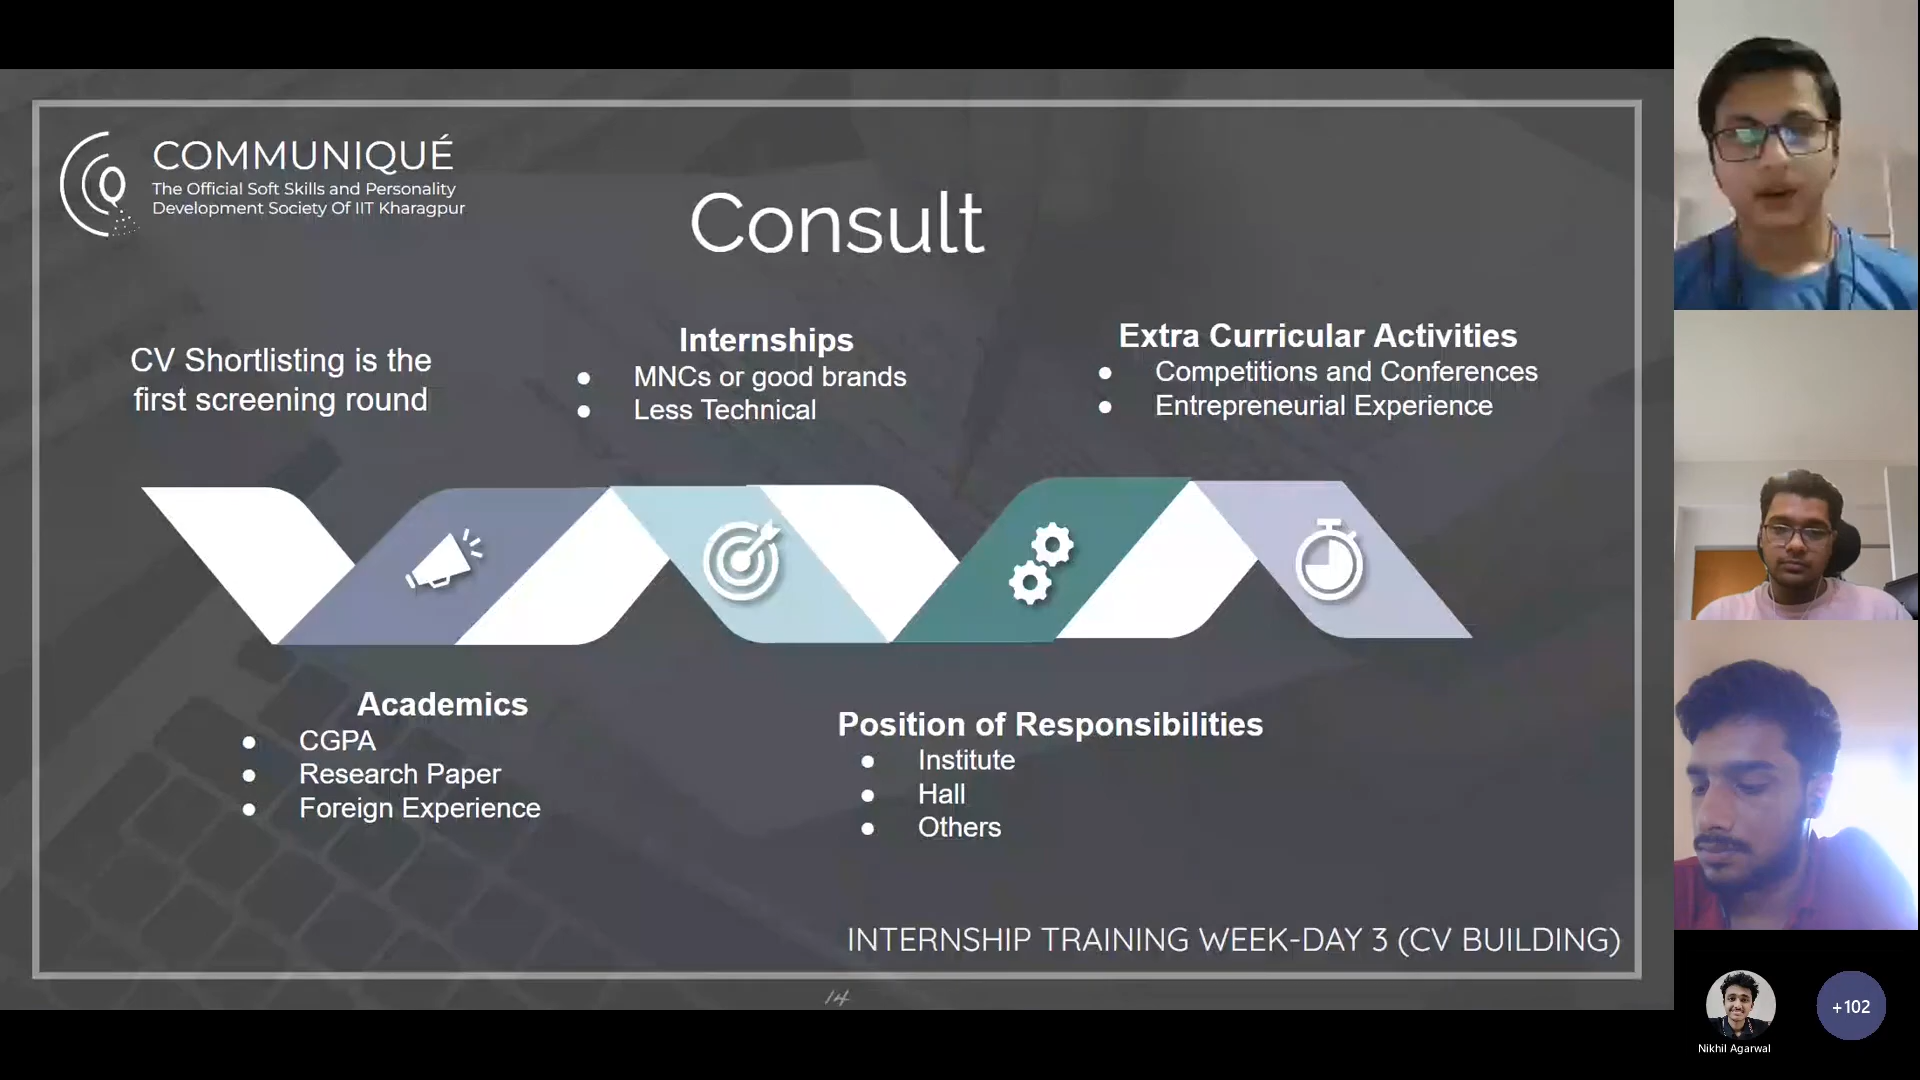 COMMUNIQUÉ
The Official Soft Skills and Personality
Development Society Of IIT Kharagpur
Consult
CV Shortlisting is the
first screening round
Internships
● MNCs or good brands
● Less Technical
Extra Curricular Activities
● Competitions and Conferences
● Entrepreneurial Experience
Academics
● CGPA
● Research Paper
● Foreign Experience
Position of Responsibilities
● Institute
● Hall
● Others
INTERNSHIP TRAINING WEEK-DAY 3 (CV BUILDING)
14
+102
Nikhil Agarwal